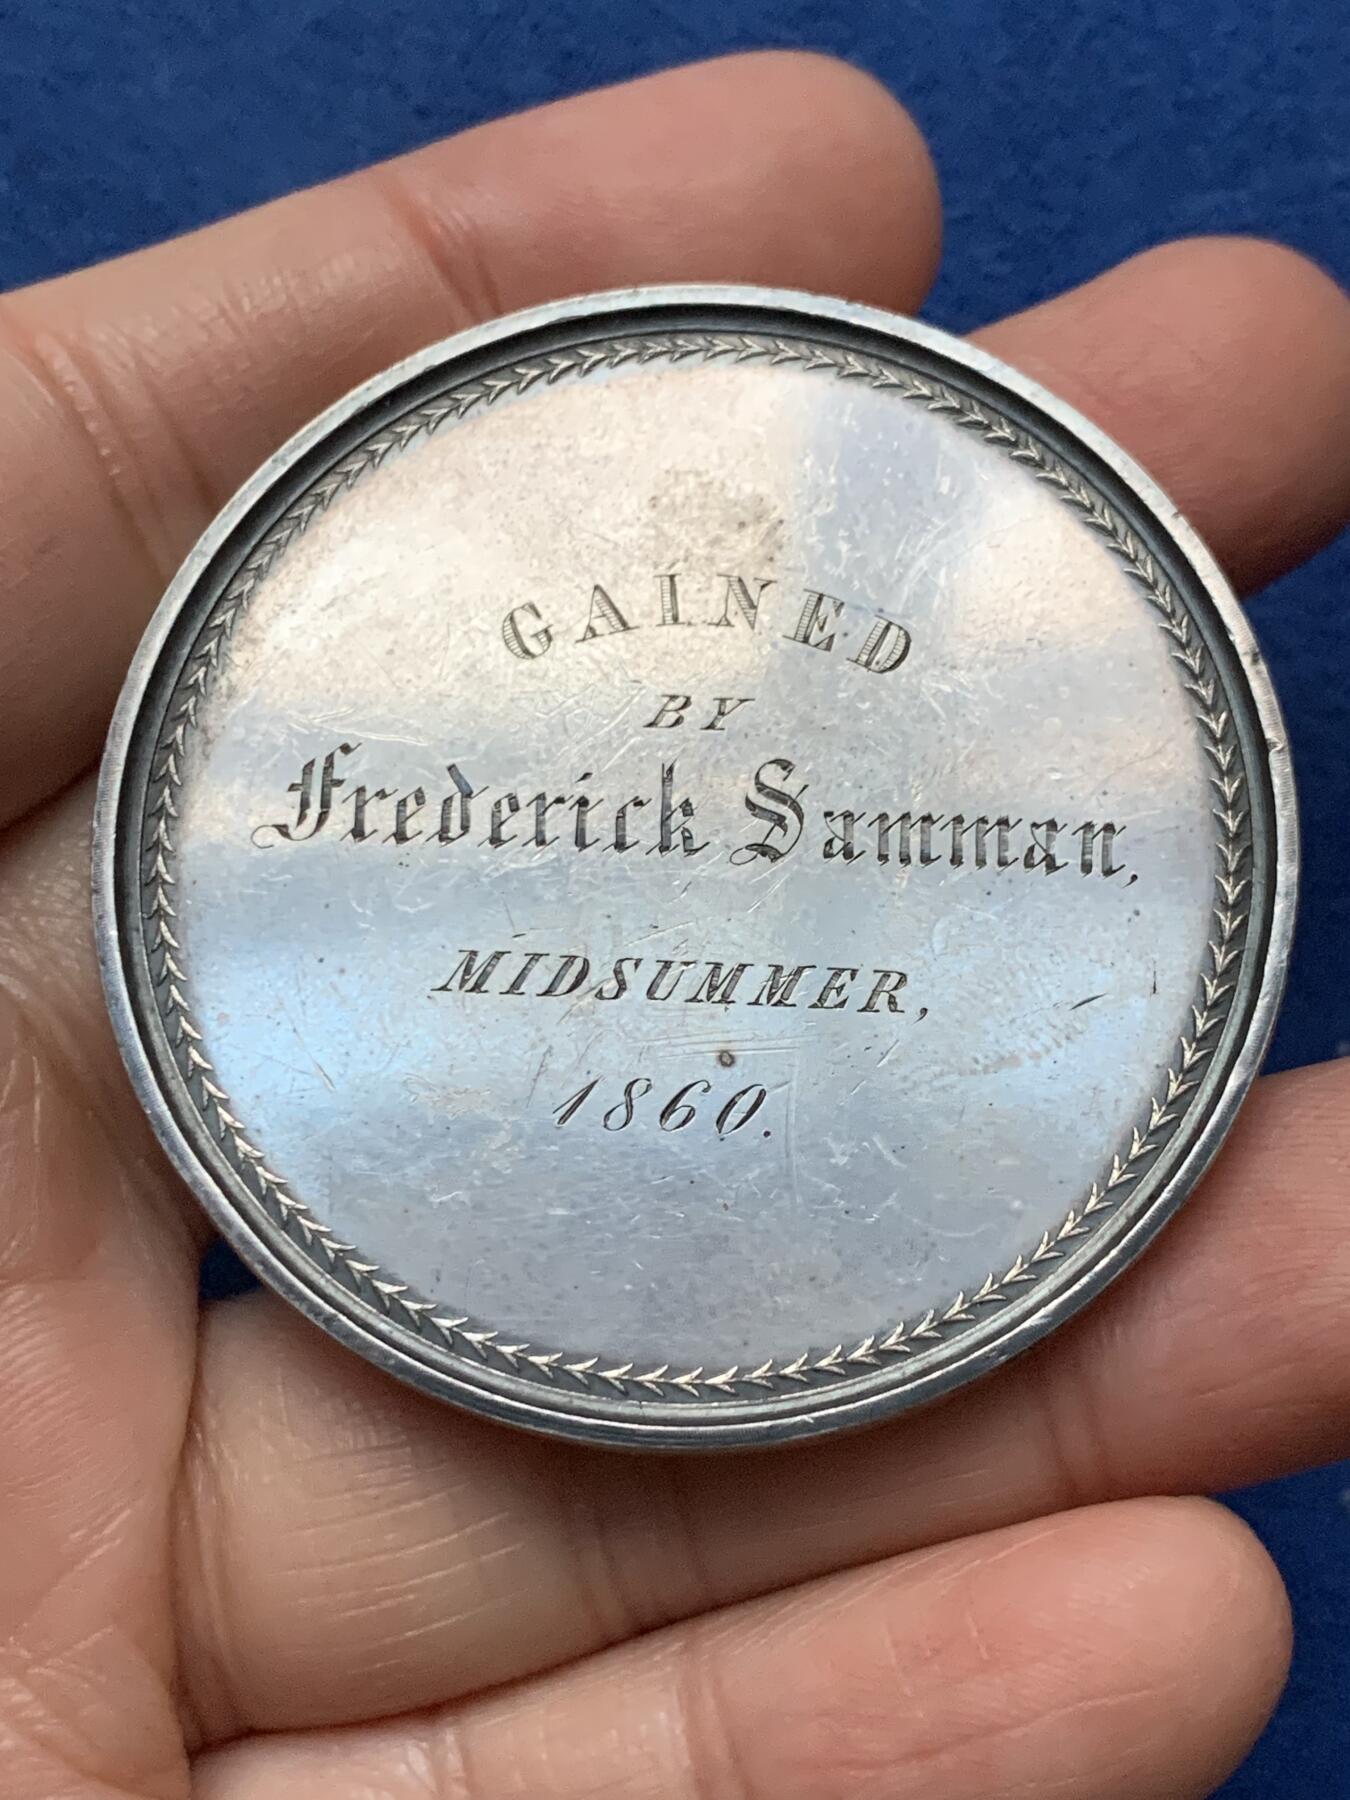 GAINED
BY
Frederick Samman,
MIDSUMMER,
1860.